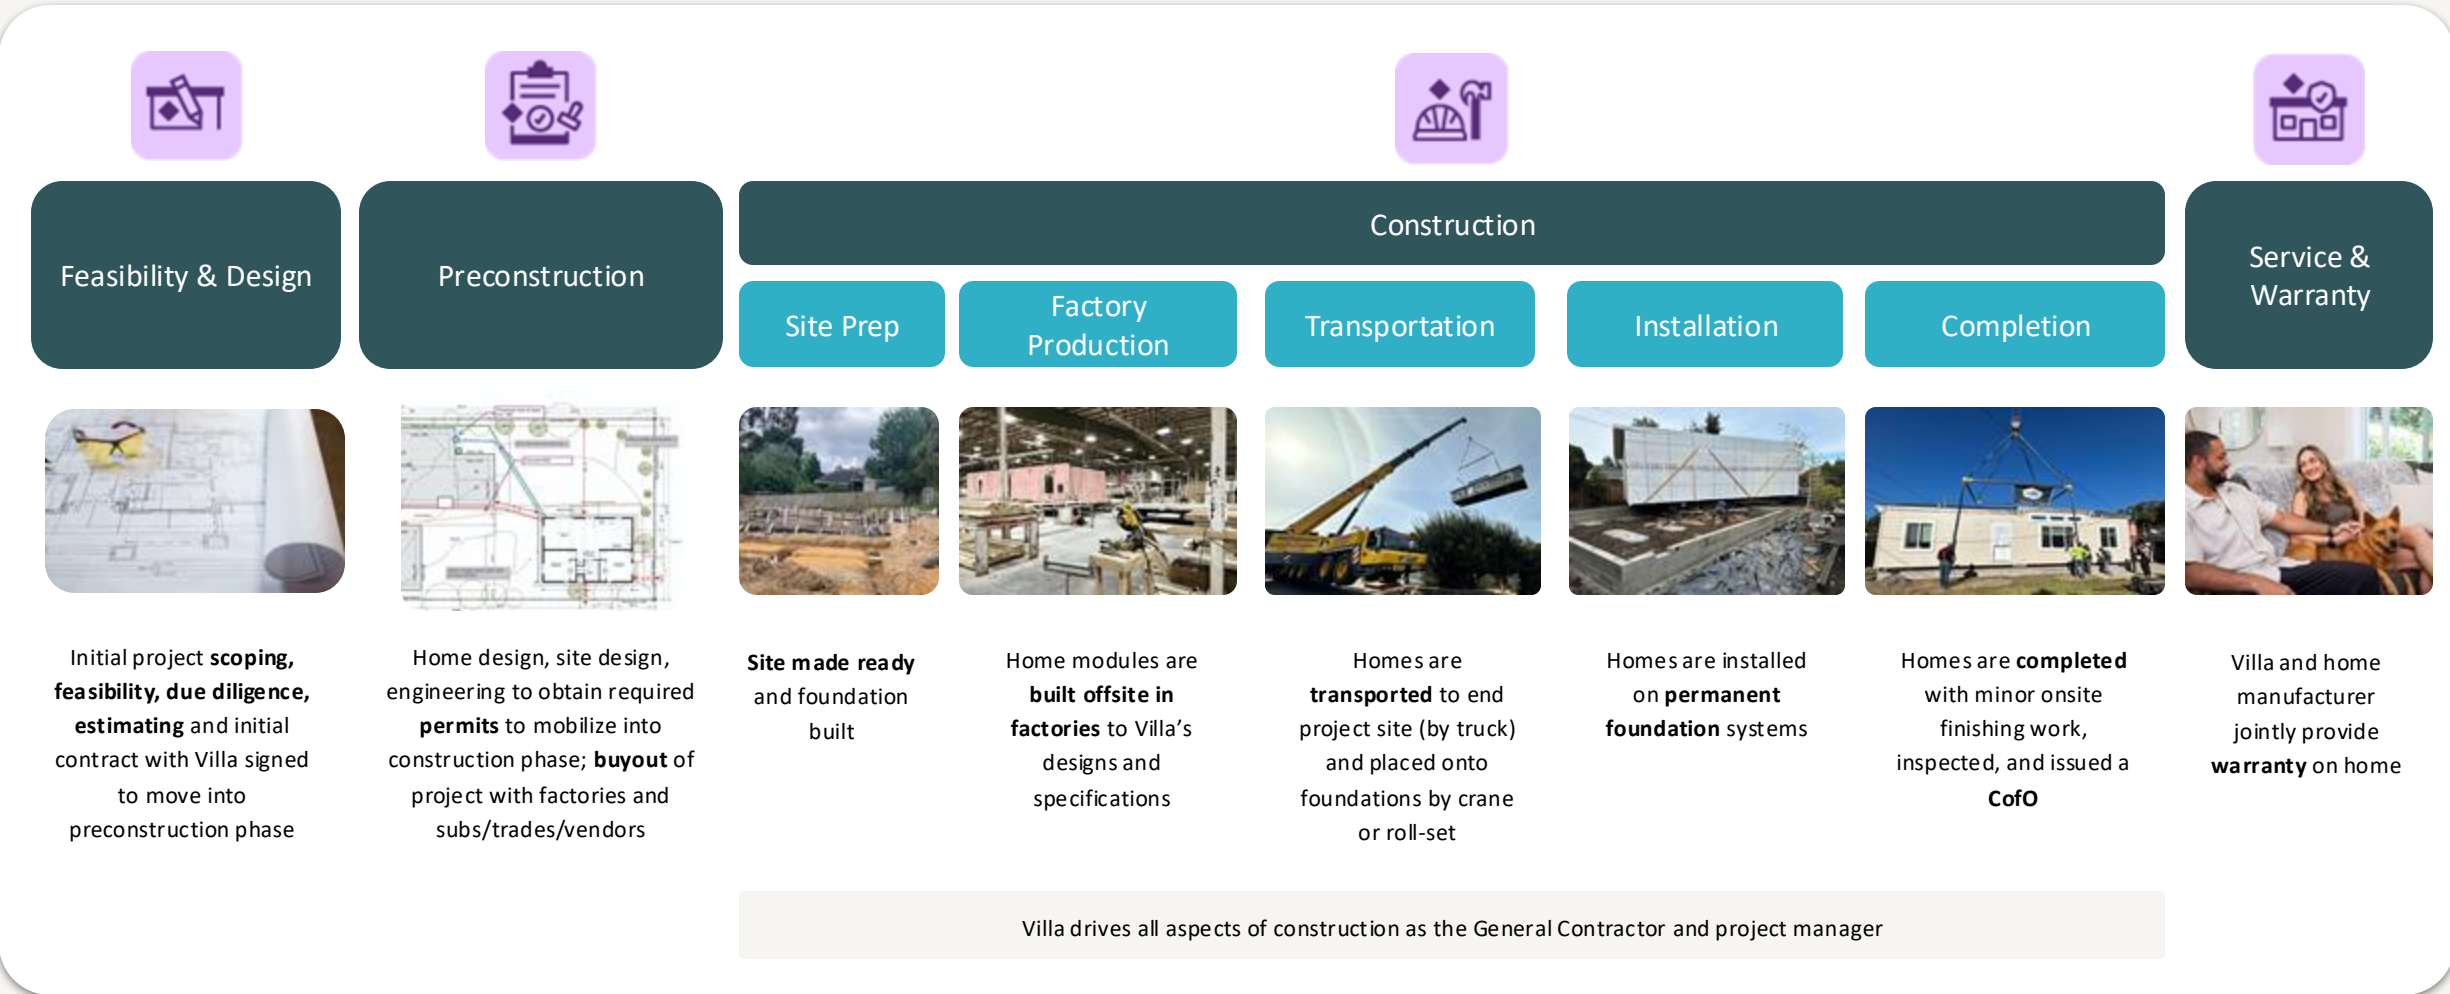 Feasibility & Design
Preconstruction
Construction
Site Prep
Factory
Production
Transportation
Installation
Completion
Service &
Warranty
Initial project scoping,
feasibility, due diligence,
estimating and initial
contract with Villa signed
to move into
preconstruction phase
Home design, site design,
engineering to obtain required
permits to mobilize into
construction phase; buyout of
project with factories and
subs/trades/vendors
Site made ready
and foundation
built
Home modules are
built offsite in
factories to Villa’s
designs and
specifications
Homes are
transported to end
project site (by truck)
and placed onto
foundations by crane
or roll-set
Homes are installed
on permanent
foundation systems
Homes are completed
with minor onsite
finishing work,
inspected, and issued a
CofO
Villa and home
manufacturer
jointly provide
warranty on home
Villa drives all aspects of construction as the General Contractor and project manager